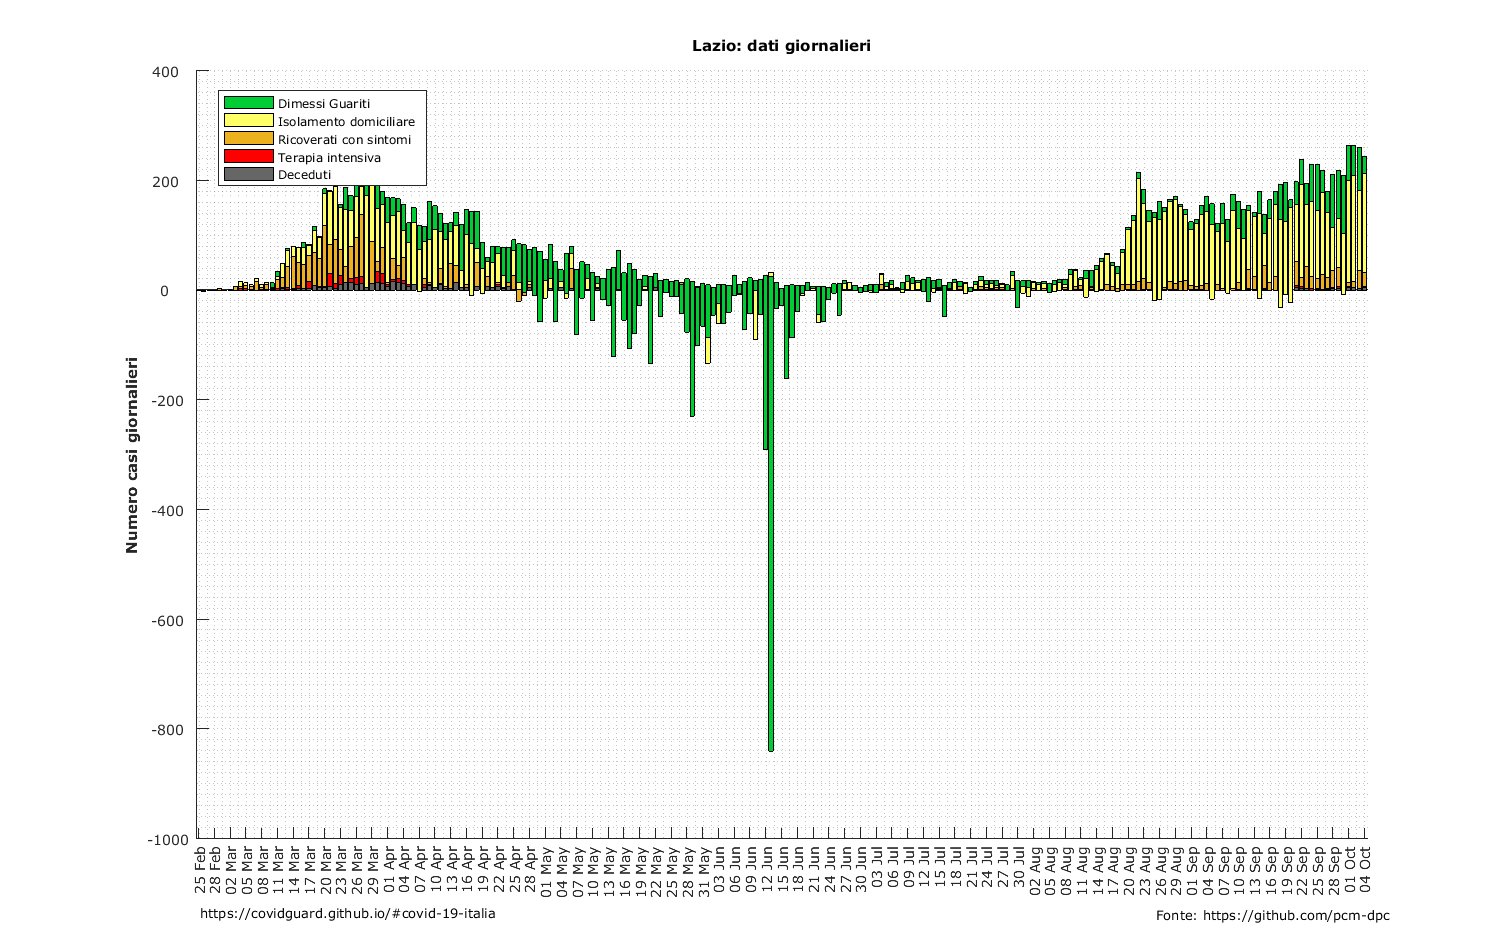 Lazio: dati giornalieri
400
200
0
-200
-400
-600
-800
-1000
Numero casi giornalieri
Dimessi Guariti
Isolamento domiciliare
Ricoverati con sintomi
Terapia intensiva
Deceduti
25 Feb
28 Feb
02 Mar
05 Mar
08 Mar
11 Mar
14 Mar
17 Mar
20 Mar
23 Mar
26 Mar
29 Mar
01 Apr
04 Apr
07 Apr
10 Apr
13 Apr
16 Apr
19 Apr
22 Apr
25 Apr
28 Apr
01 May
04 May
07 May
10 May
13 May
16 May
19 May
22 May
25 May
28 May
31 May
03 Jun
06 Jun
09 Jun
12 Jun
15 Jun
18 Jun
21 Jun
24 Jun
27 Jun
30 Jun
03 Jul
06 Jul
09 Jul
12 Jul
15 Jul
18 Jul
21 Jul
24 Jul
27 Jul
30 Jul
02 Aug
05 Aug
08 Aug
11 Aug
14 Aug
17 Aug
20 Aug
23 Aug
26 Aug
29 Aug
01 Sep
04 Sep
07 Sep
10 Sep
13 Sep
16 Sep
19 Sep
22 Sep
25 Sep
28 Sep
01 Oct
04 Oct
https://covidguard.github.io/#covid-19-italia
Fonte: https://github.com/pcm-dpc